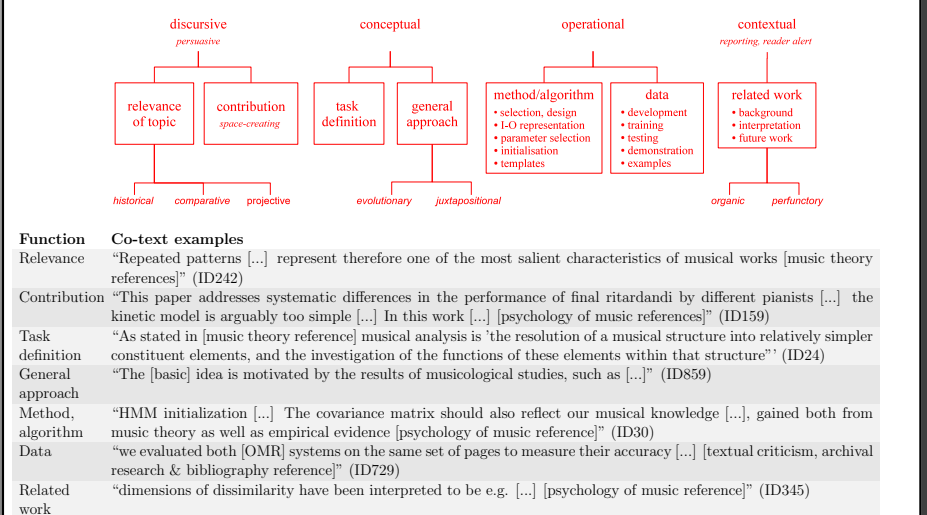 discursive conceptual operational contextual
persuasive reporting, reader alert
relevance
of topic
contribution
space-creating
task
definition
general
approach
method/algorithm
• selection, design
• I-O representation
• parameter selection
• initialisation
• templates
data
• development
• training
• testing
• demonstration
• examples
related work
• background
• interpretation
• future work
historical comparative projective evolutionary juxtapositional organic perfunctory
Function Co-text examples
Relevance “Repeated patterns [...] represent therefore one of the most salient characteristics of musical works [music theory
references]” (ID242)
Contribution “This paper addresses systematic differences in the performance of final ritardandi by different pianists [...] the
kinetic model is arguably too simple [...] In this work [...] [psychology of music references]” (ID159)
Task “As stated in [music theory reference] musical analysis is ’the resolution of a musical structure into relatively simpler
definition constituent elements, and the investigation of the functions of these elements within that structure”’ (ID24)
General “The [basic] idea is motivated by the results of musicological studies, such as [...]” (ID859)
approach
Method, “HMM initialization [...] The covariance matrix should also reflect our musical knowledge [...], gained both from
algorithm music theory as well as empirical evidence [psychology of music reference]” (ID30)
Data “we evaluated both [OMR] systems on the same set of pages to measure their accuracy [...] [textual criticism, archival
research & bibliography reference]” (ID729)
Related “dimensions of dissimilarity have been interpreted to be e.g. [...] [psychology of music reference]” (ID345)
work